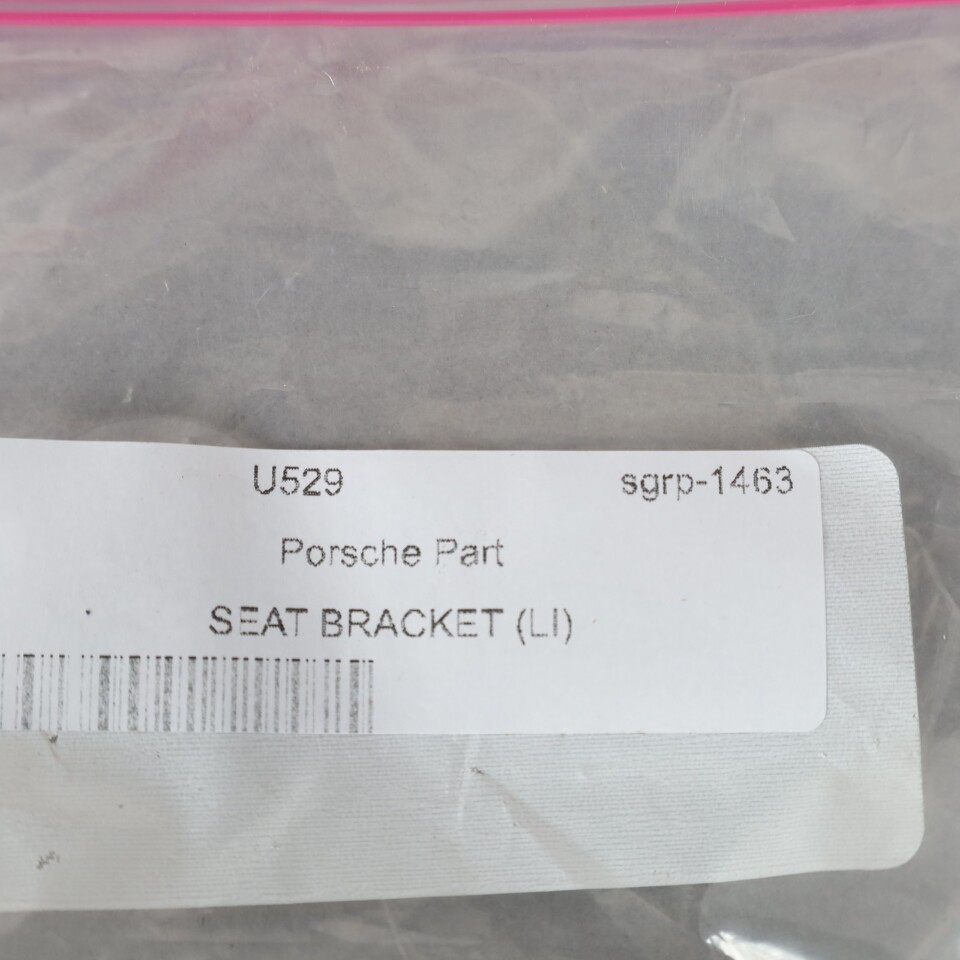 U529 sgrp-1463
Porsche Part
SEAT BRACKET (LI)